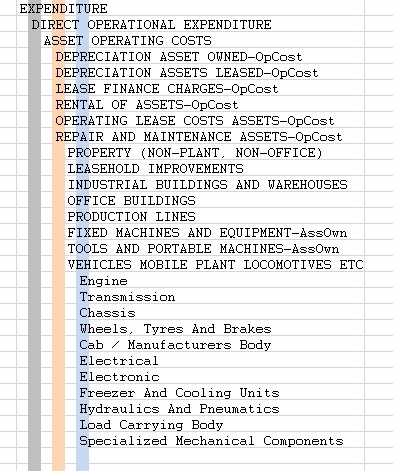 EXPENDITURE
DIRECT OPERATIONAL EXPENDITURE
ASSET OPERATING COSTS
DEPRECIATION ASSET OWNED-OpCost
DEPRECIATION ASSETS LEASED-OpCost
LEASE FINANCE CHARGES-OpCost
RENTAL OF ASSETS-OpCost
OPERATING LEASE COSTS ASSETS-OpCost
REPAIR AND MAINTENANCE ASSETS-OpCost
PROPERTY (NON-PLANT, NON-OFFICE)
LEASEHOLD IMPROVEMENTS
INDUSTRIAL BUILDINGS AND WAREHOUSES
OFFICE BUILDINGS
PRODUCTION LINES
FIXED MACHINES AND EQUIPMENT-AssOwn
TOOLS AND PORTABLE MACHINES-AssOwn
VEHICLES MOBILE PLANT LOCOMOTIVES ETC
Engine
Transmission
Chassis
Wheels, Tyres And Brakes
Cab / Manufacturers Body
Electrical
Electronic
Freezer And Cooling Units
Hydraulics And Pneumatics
Load Carrying Body
Specialized Mechanical Components